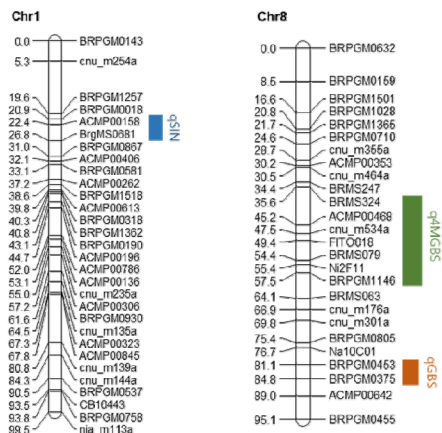 Chr1
0.0 BRPGM0143
5.3 cnu_m254a
19.6 BRPGM1257
20.9 BRPGM0018
22.4 ACMP00158
26.8 BrgMS0681
31.0 BRPGM0867
32.1 ACMP00406
33.1 BRPGM0581
37.2 ACMP00262
38.6 BRPGM1518
39.8 ACMP00613
40.3 BRPGM0318
40.8 BRPGM1362
43.1 BRPGM0190
44.7 ACMP00196
52.0 ACMP00786
53.1 ACMP00136
55.0 cnu_m235a
57.2 ACMP00306
61.6 BRPGM0930
64.5 cnu_m135a
67.3 ACMP00323
67.8 ACMP00845
80.8 cnu_m139a
84.3 cnu_m144a
90.5 BRPGM0537
93.5 CB10443
93.8 BRPGM0758
99.5 nia_m113a
qSIN
Chr8
0.0 BRPGM0632
8.5 BRPGM0159
16.6 BRPGM1501
20.8 BRPGM1028
21.7 BRPGM1366
24.6 BRPGM0710
28.7 cnu_m355a
30.2 ACMP00353
30.5 cnu_m464a
34.4 BRMS247
35.6 BRMS324
45.2 ACMP00468
47.5 cnu_m534a
49.4 FITO018
54.4 BRMS079
55.4 Ni2F11
57.5 BRPGM1146
64.1 BRMS063
66.9 cnu_m176a
69.8 cnu_m301a
75.4 BRPGM0805
76.7 Na10C01
81.1 BRPGM0453
84.8 BRPGM0375
89.0 ACMP00642
95.1 BRPGM0455
q4MGBS
qIGBS